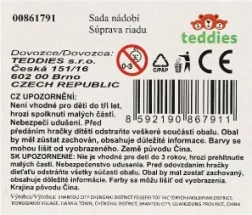 00861791
Sada nádobí
Súprava riadu
teddies
Dovozce/Dovozca:
TEDDIES s.r.o.
Česká 151/16
602 00 Brno
CZECH REPUBLIC
0-3
CZ UPOZORNĚNÍ:
Není vhodné pro děti do tří let,
hrozí spolknutí malých částí.
Nebezpečí udušení. Před
8 592190 867911
předáním hračky dítěti odstraňte veškeré součásti obalu. Obal
by měl zůstat zachován, obsahuje důležité informace. Barvy se
mohou lišit od vyobrazení. Země původu Čína.
SK UPOZORNENIE: Nie je vhodné pre deti do 3 rokov, hrozí prehltnutie
malých častí. Nebezpečenstvo udusenia. Pred odovzdaním hračky
dieťaťu odstráňte všetky súčasti obalu. Obal by mal zostať zachovaný,
obsahuje dôležité informácie. Farby sa môžu líšiť od vyobrazenia.
Krajina pôvodu Čína.